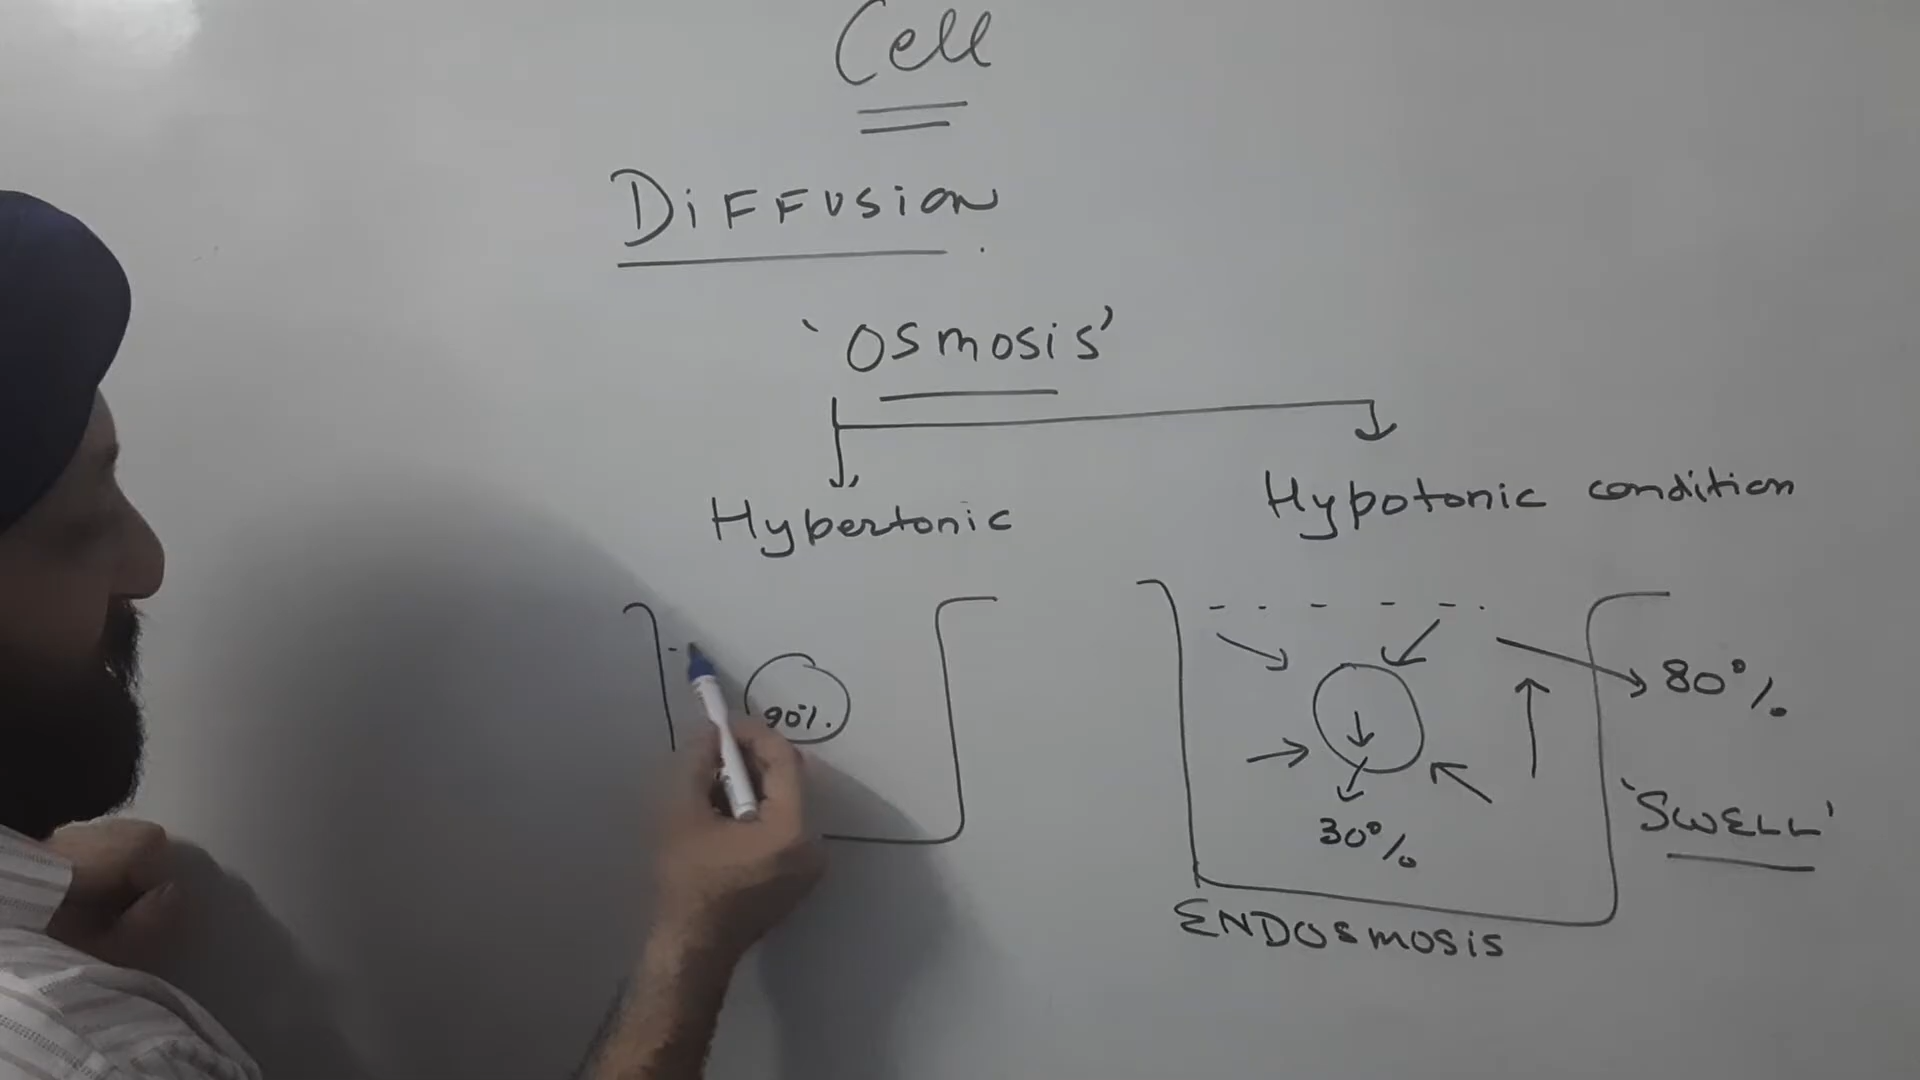 Cell
DIFFUSION
'OSMOSIS'
Hybertonic
Hypotonic condition
90%.
80%
30%
'SWELL'
ENDOSMOSIS